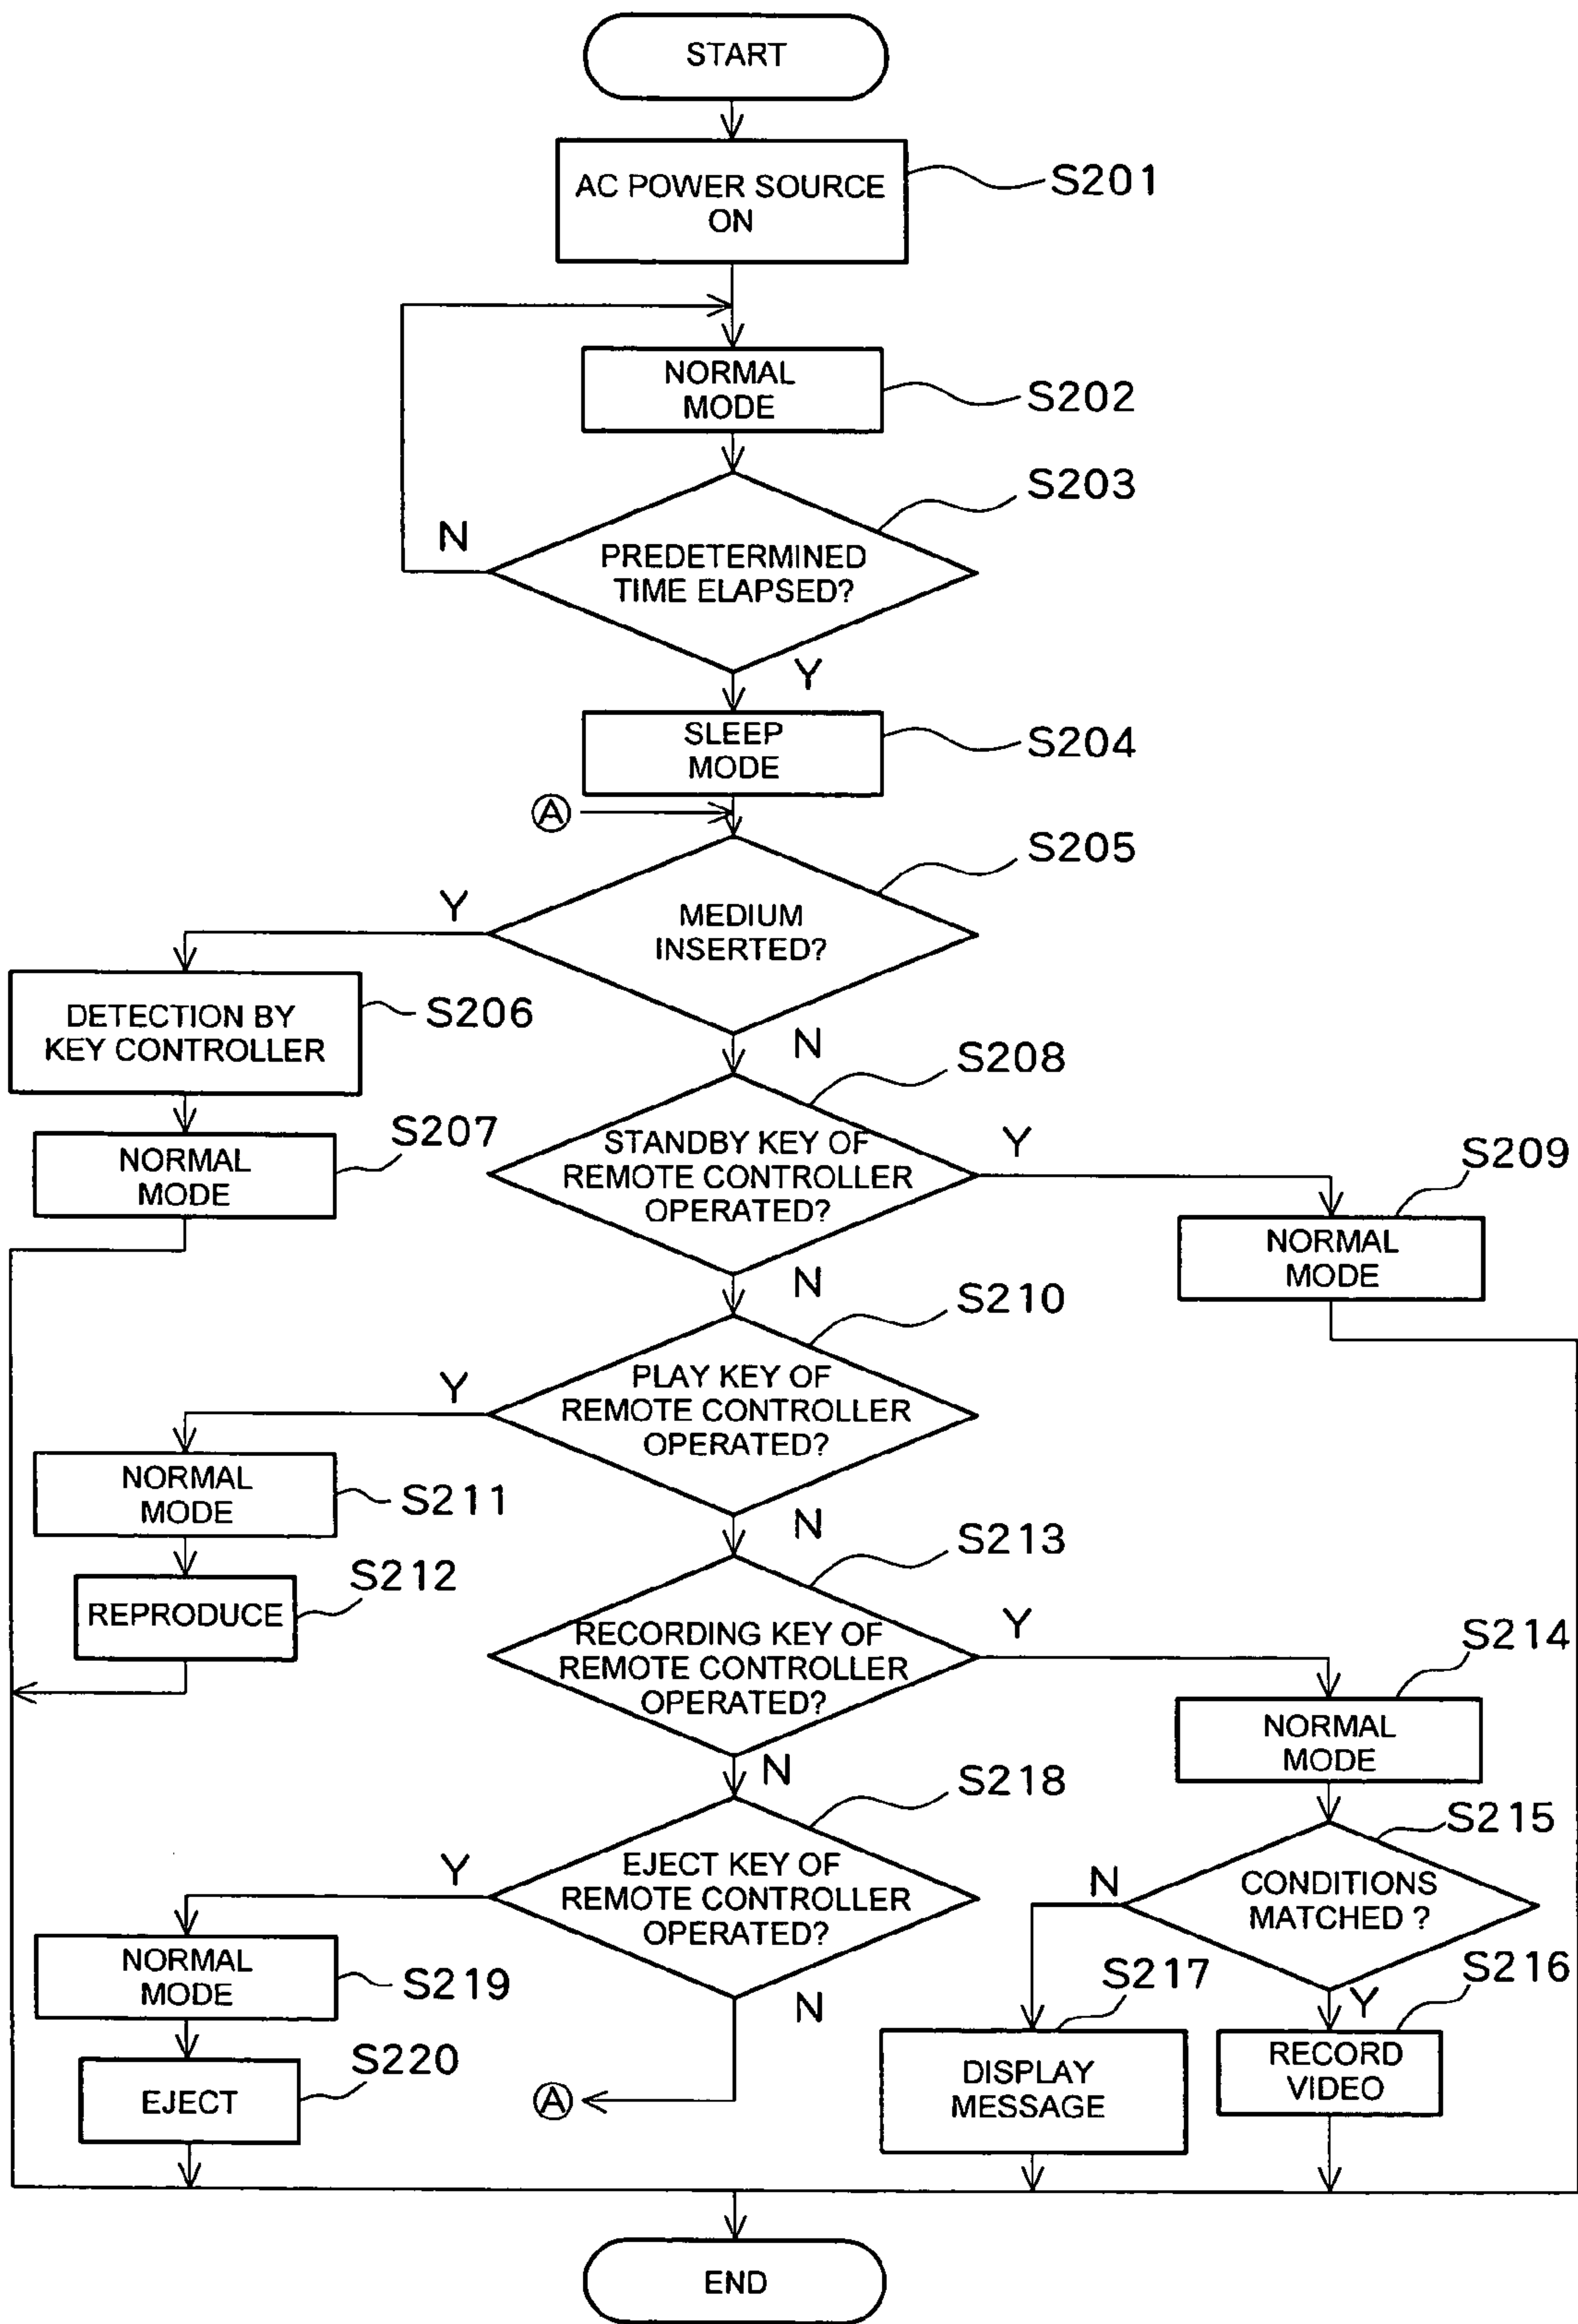 START
AC POWER SOURCE
ON
S201
NORMAL
MODE
S202
S203
N
PREDETERMINED
TIME ELAPSED?
Y
SLEEP
MODE
S204
A
S205
Y
MEDIUM
INSERTED?
N
DETECTION BY
KEY CONTROLLER
S206
NORMAL
MODE
S207
S208
STANDBY KEY OF
REMOTE CONTROLLER
OPERATED?
Y
N
S209
NORMAL
MODE
S210
Y
PLAY KEY OF
REMOTE CONTROLLER
OPERATED?
N
NORMAL
MODE
S211
REPRODUCE
S212
S213
RECORDING KEY OF
REMOTE CONTROLLER
OPERATED?
Y
N
S214
NORMAL
MODE
S215
N
CONDITIONS
MATCHED ?
Y
S218
Y
EJECT KEY OF
REMOTE CONTROLLER
OPERATED?
N
NORMAL
MODE
S219
EJECT
S220
A
S217
DISPLAY
MESSAGE
S216
RECORD
VIDEO
END